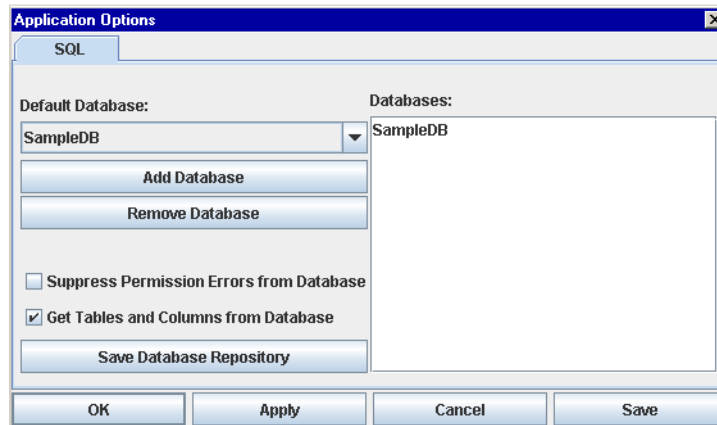 Application Options
SQL
Default Database:
SampleDB
Add Database
Remove Database
Suppress Permission Errors from Database
Get Tables and Columns from Database
Save Database Repository
Databases:
SampleDB
OK
Apply
Cancel
Save